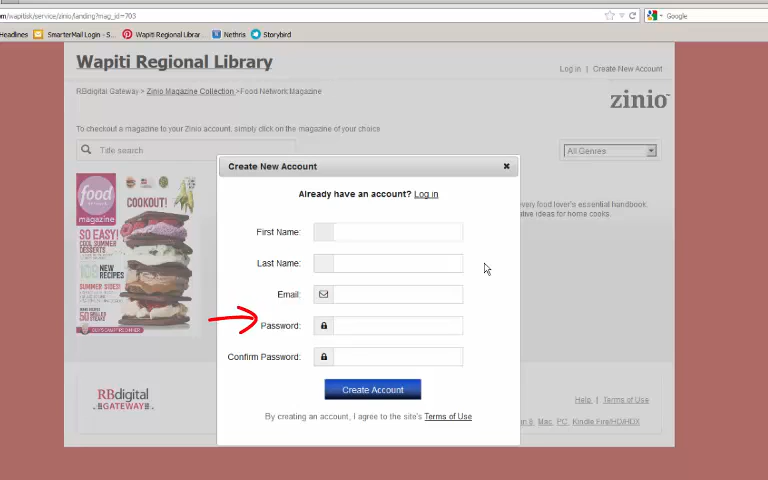 om/wapitisk/service/zinio/landing?mag_id=703
Google
Headlines
SmarterMail Login - S...
Wapiti Regional Librar...
Nethris
Storybird
Wapiti Regional Library
Log in | Create New Account
RBdigital Gateway > Zinio Magazine Collection > Food Network Magazine
zinio
To checkout a magazine to your Zinio account, simply click on the magazine of your choice
Title search
All Genres
Create New Account
Already have an account? Log in
First Name:
Last Name:
Email:
Password:
Confirm Password:
Create Account
By creating an account, I agree to the site's Terms of Use
food
magazine
COOKOUT!
SO EASY!
COOL SUMMER
DESSERTS
NEW
RECIPES
SUMMER SIDES!
every food lover's essential handbook.
ideas for home cooks.
RBdigital
GATEWAY
Help | Terms of Use
Mac, PC, Kindle Fire/HD/HDX